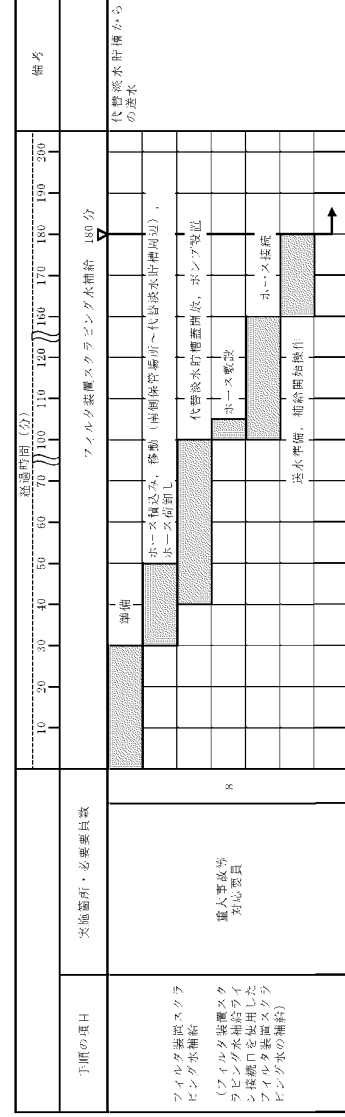 経過時間（分）
備考
10 20 30 40 50 60 70 100 110 120 160 170 180 190 200
手順の項目
実施箇所・必要要員数
フィルタ装置スクラビング水補給 180 分
フィルタ装置スクラ
ビング水補給
（フィルタ装置スク
ラビング水補給ライ
ン接続口を使用した
フィルタ装置スクラ
ビング水の補給）
重大事故等
対応要員
8
準備
ホース積込み，移動（南側保管場所～代替淡水貯槽周辺），
ホース荷卸し
代替淡水貯槽蓋開放，ポンプ設置
ホース敷設
ホース接続
送水準備，補給開始操作
代替淡水貯槽から
の送水